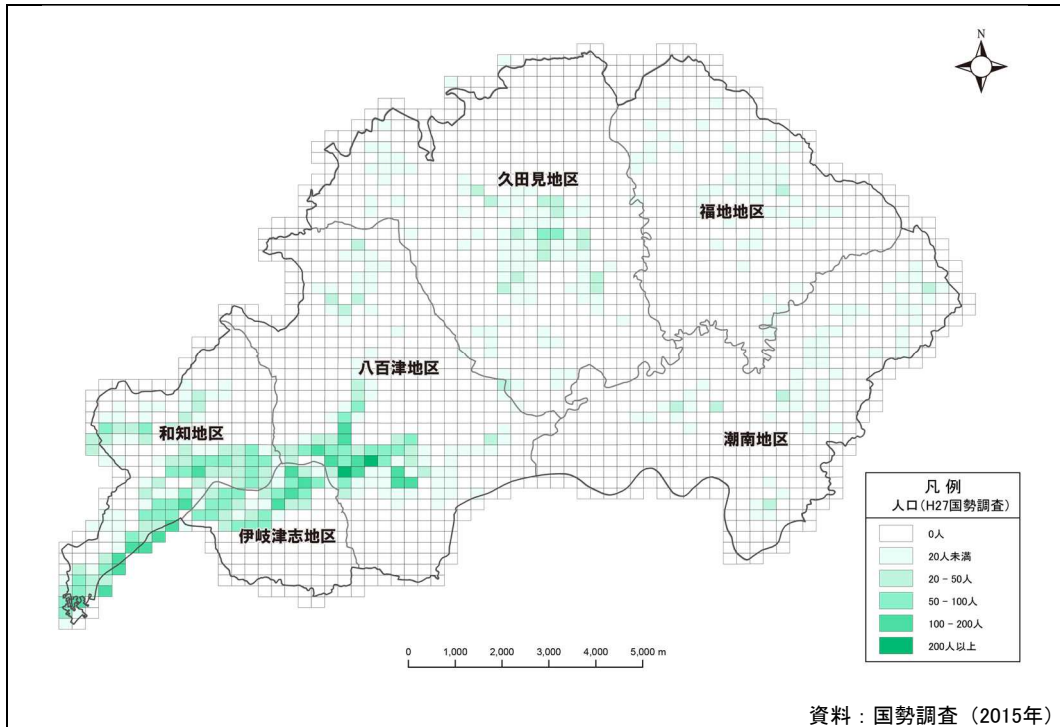 N
久田見地区
福地地区
八百津地区
和知地区
潮南地区
伊岐津志地区
凡 例
人口(H27国勢調査)
0人
20人未満
20 - 50人
50 - 100人
100 - 200人
200人以上
0 1,000 2,000 3,000 4,000 5,000 m
資料：国勢調査（2015年）